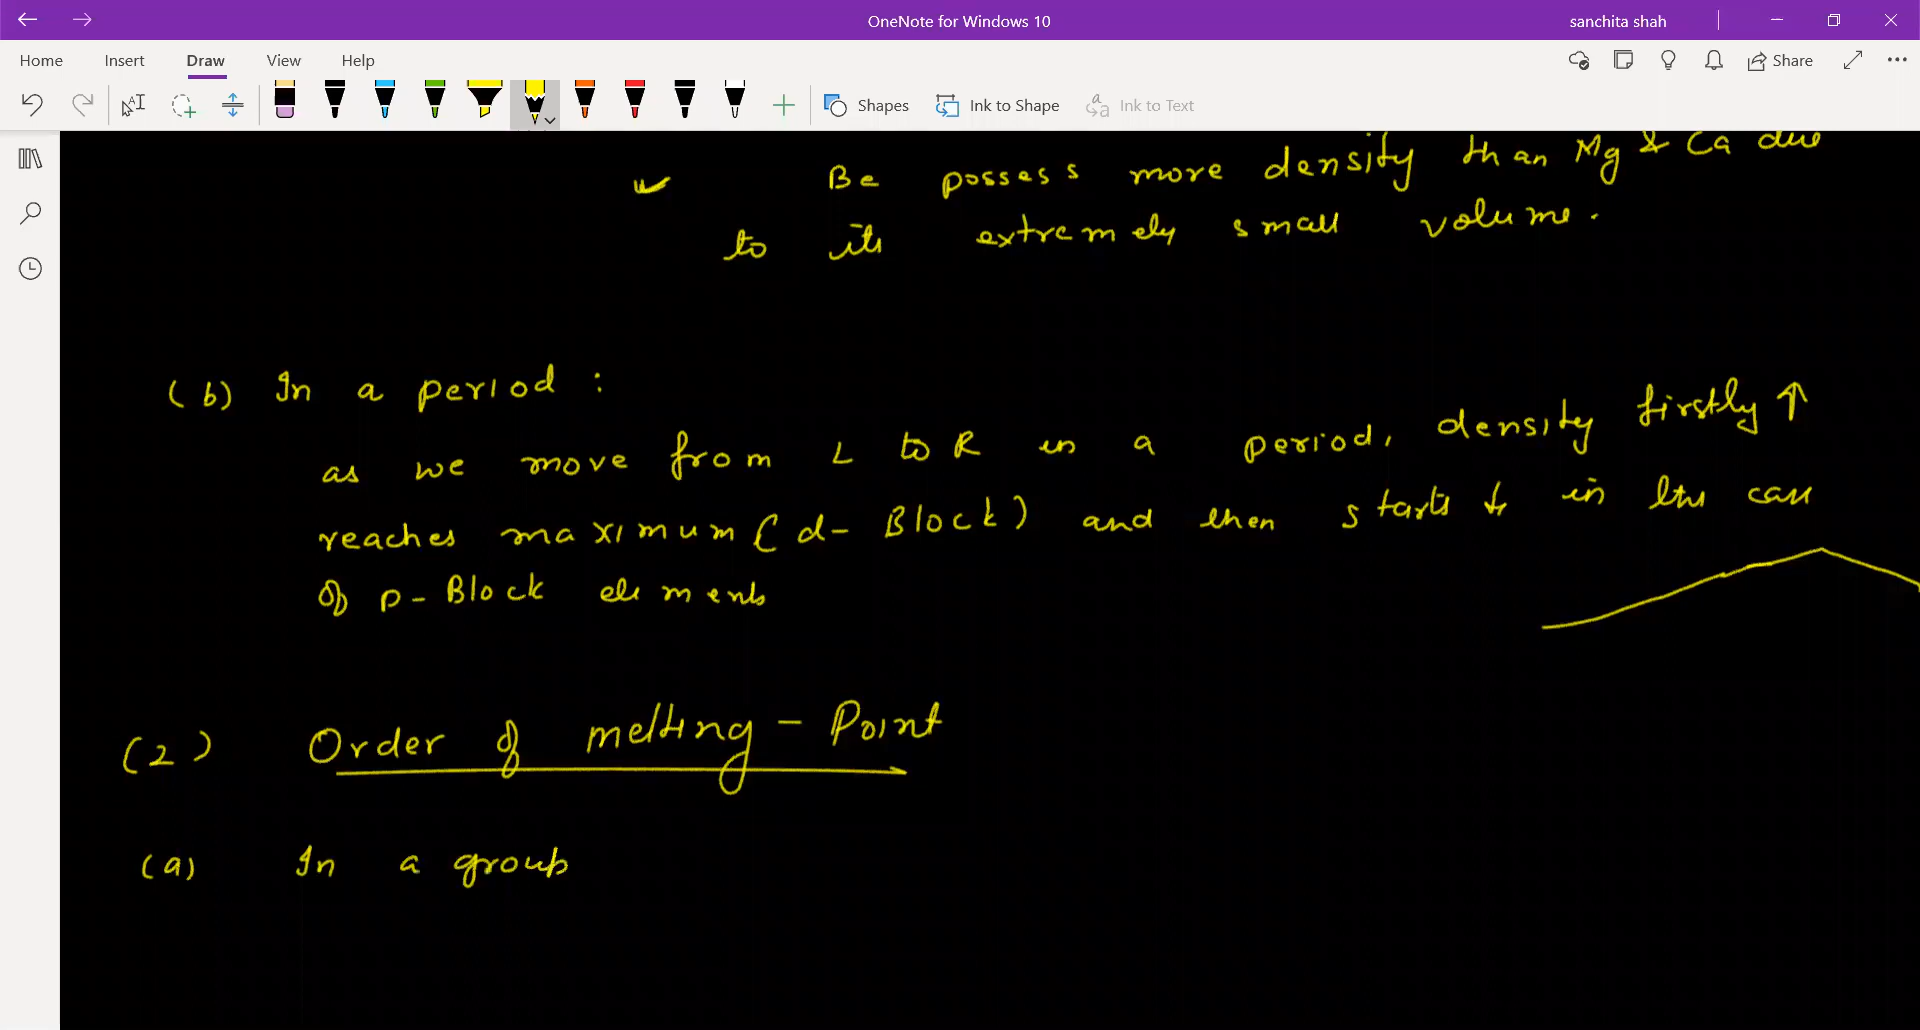 OneNote for Windows 10
sanchita shah
Home Insert Draw View Help
Share
Shapes Ink to Shape Ink to Text
Be possess more density than Mg & Ca due
to its extremely small volume.
(b) In a period :
as we move from L to R in a period, density firstly ↑
reaches maximum (d-Block) and then starts ↓ in the case
of p-Block elements
(2) Order of melting-Point
(a) In a group